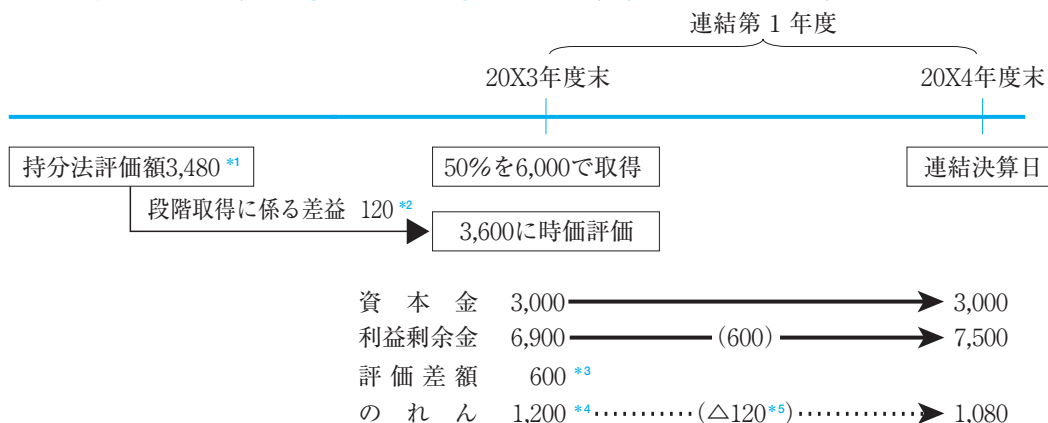 連結第 1 年度
20X3年度末 20X4年度末
持分法評価額3,480 *1 50%を6,000で取得 連結決算日
段階取得に係る差益 120 *2
3,600に時価評価
資本金 3,000 3,000
利益剰余金 6,900 (600) 7,500
評価差額 600 *3
のれん 1,200 *4 (△120 *5) 1,080